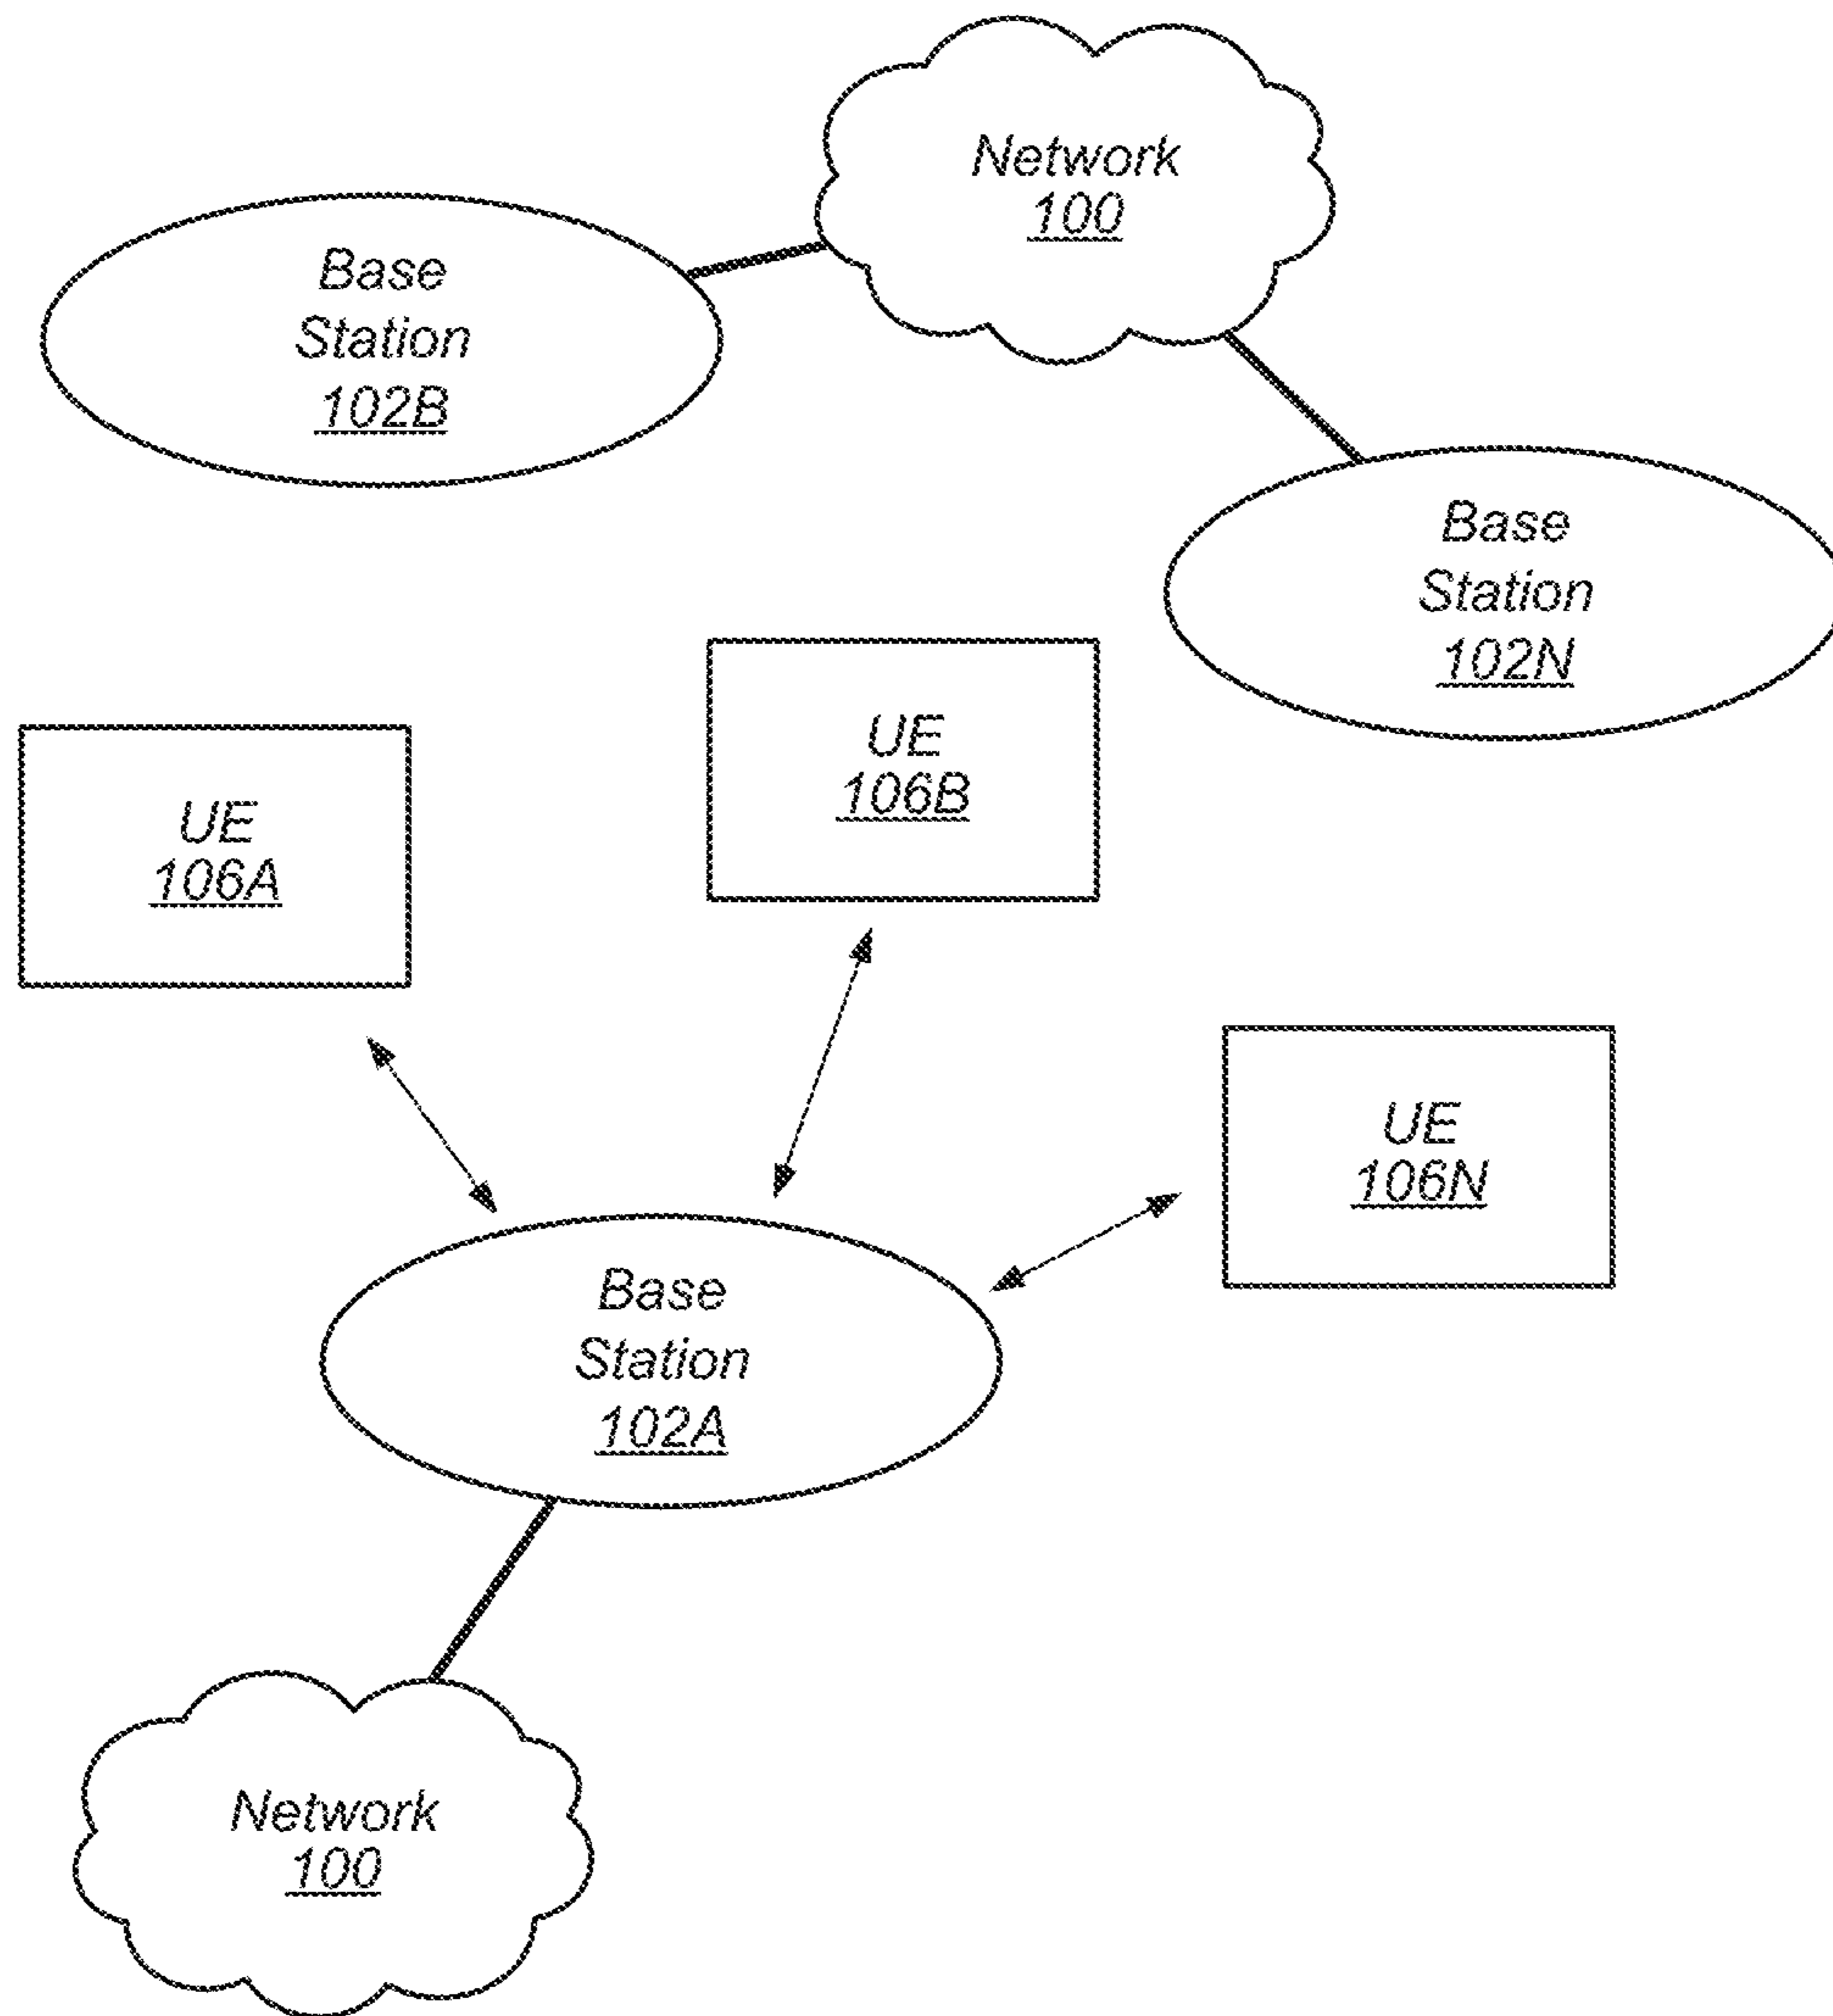 Network
100
Base
Station
102B
Base
Station
102N
UE
106B
UE
106A
UE
106N
Base
Station
102A
Network
100